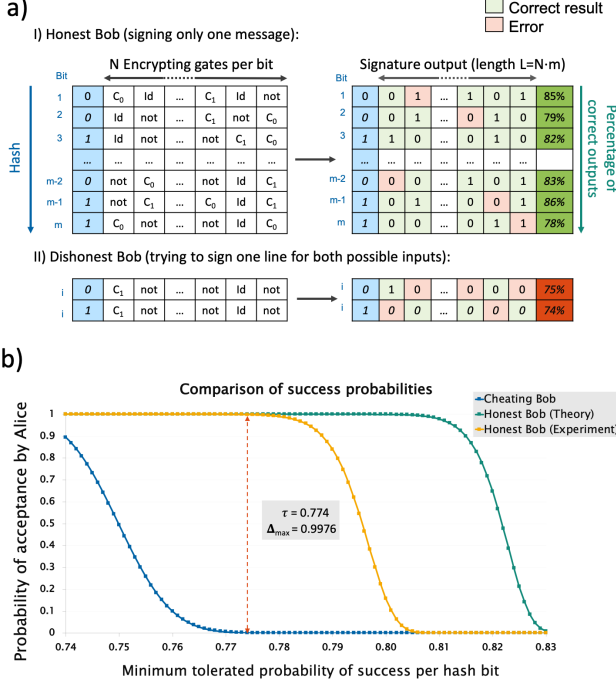 a)
Correct result
Error
I) Honest Bob (signing only one message):
N Encrypting gates per bit
Signature output (length L=N·m)
Bit
Hash
Percentage of correct outputs
1 0 C₀ Id ... C₁ Id not
2 0 Id not ... C₁ not C₀
3 1 Id not ... not C₁ C₀
... ... ... ... ... ... ...
m-2 0 not C₀ ... not Id C₁
m-1 1 not C₁ ... C₀ Id C₁
m 1 C₀ not ... not Id C₀
1 0 0 1 ... 1 0 1 85%
2 0 0 1 ... 0 1 0 79%
3 1 1 0 ... 0 1 0 82%
... ... ... ... ... ... ...
m-2 0 0 0 ... 1 0 1 83%
m-1 1 0 1 ... 0 0 1 86%
m 1 0 0 ... 0 1 1 78%
II) Dishonest Bob (trying to sign one line for both possible inputs):
i 0 C₁ not ... not Id not
i 1 C₁ not ... not Id not
i 0 1 0 ... 0 0 0 75%
i 1 0 0 ... 0 0 0 74%
b)
Comparison of success probabilities
Cheating Bob
Honest Bob (Theory)
Honest Bob (Experiment)
Probability of acceptance by Alice
1
0.9
0.8
0.7
0.6
0.5
0.4
0.3
0.2
0.1
0
τ = 0.774
Δmax = 0.9976
0.74 0.75 0.76 0.77 0.78 0.79 0.80 0.81 0.82 0.83
Minimum tolerated probability of success per hash bit